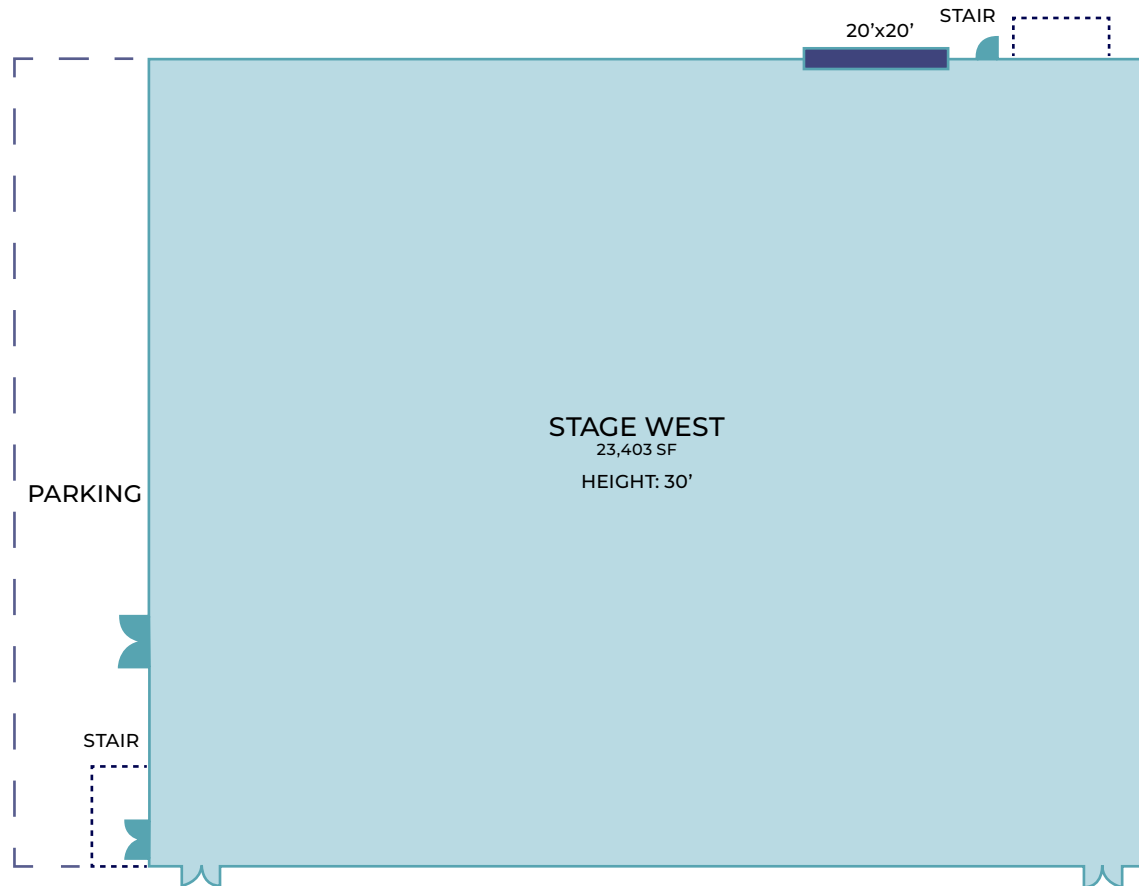 STAIR
20’x20’
STAGE WEST
23,403 SF
HEIGHT: 30’
PARKING
STAIR